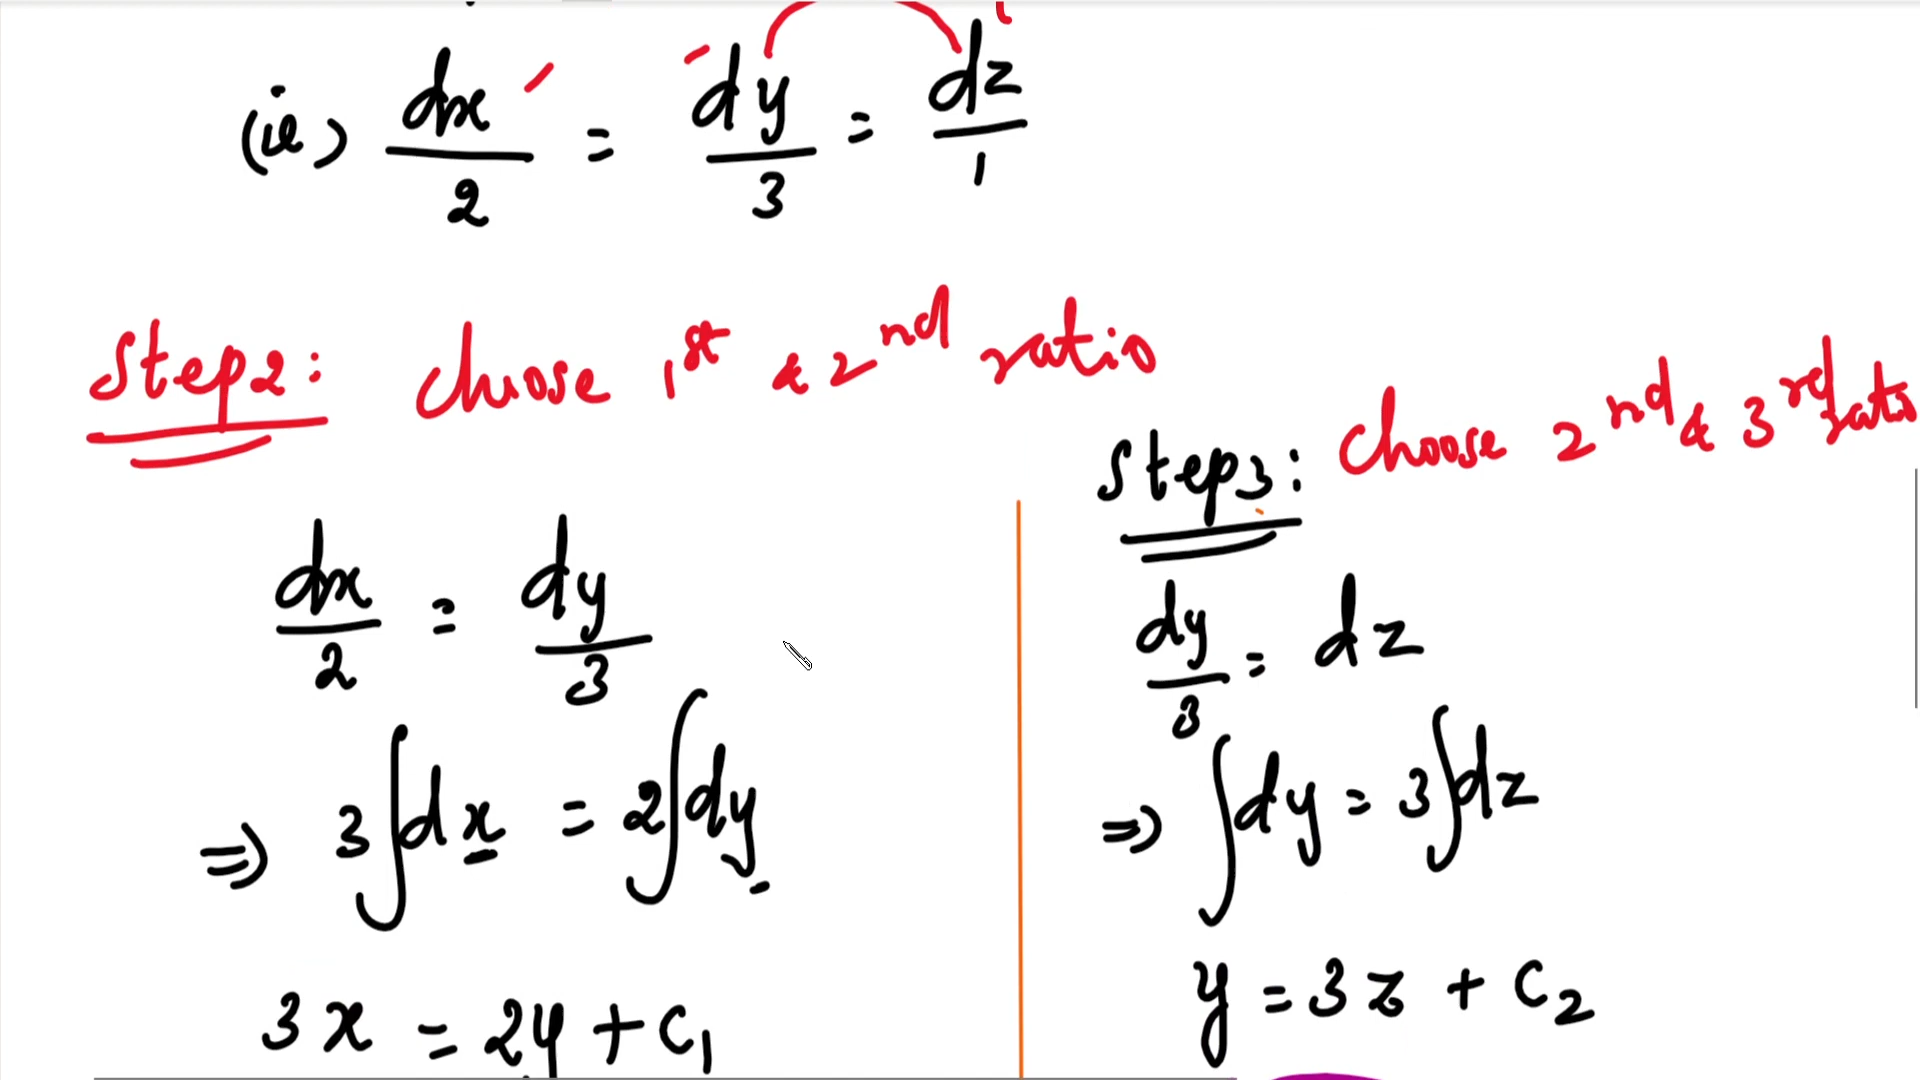 (ie) dx/2 = dy/3 = dz/1
Step2: Choose 1st & 2nd ratio
dx/2 = dy/3
=> 3∫dx = 2∫dy
3x = 2y + C1
Step3: Choose 2nd & 3rd ratio
dy/3 = dz
=> ∫dy = 3∫dz
y = 3z + C2